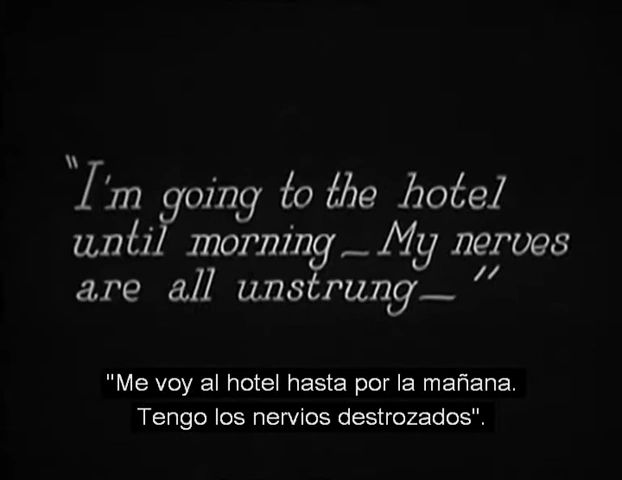 "I'm going to the hotel
until morning — My nerves
are all unstrung — "
"Me voy al hotel hasta por la mañana.
Tengo los nervios destrozados".